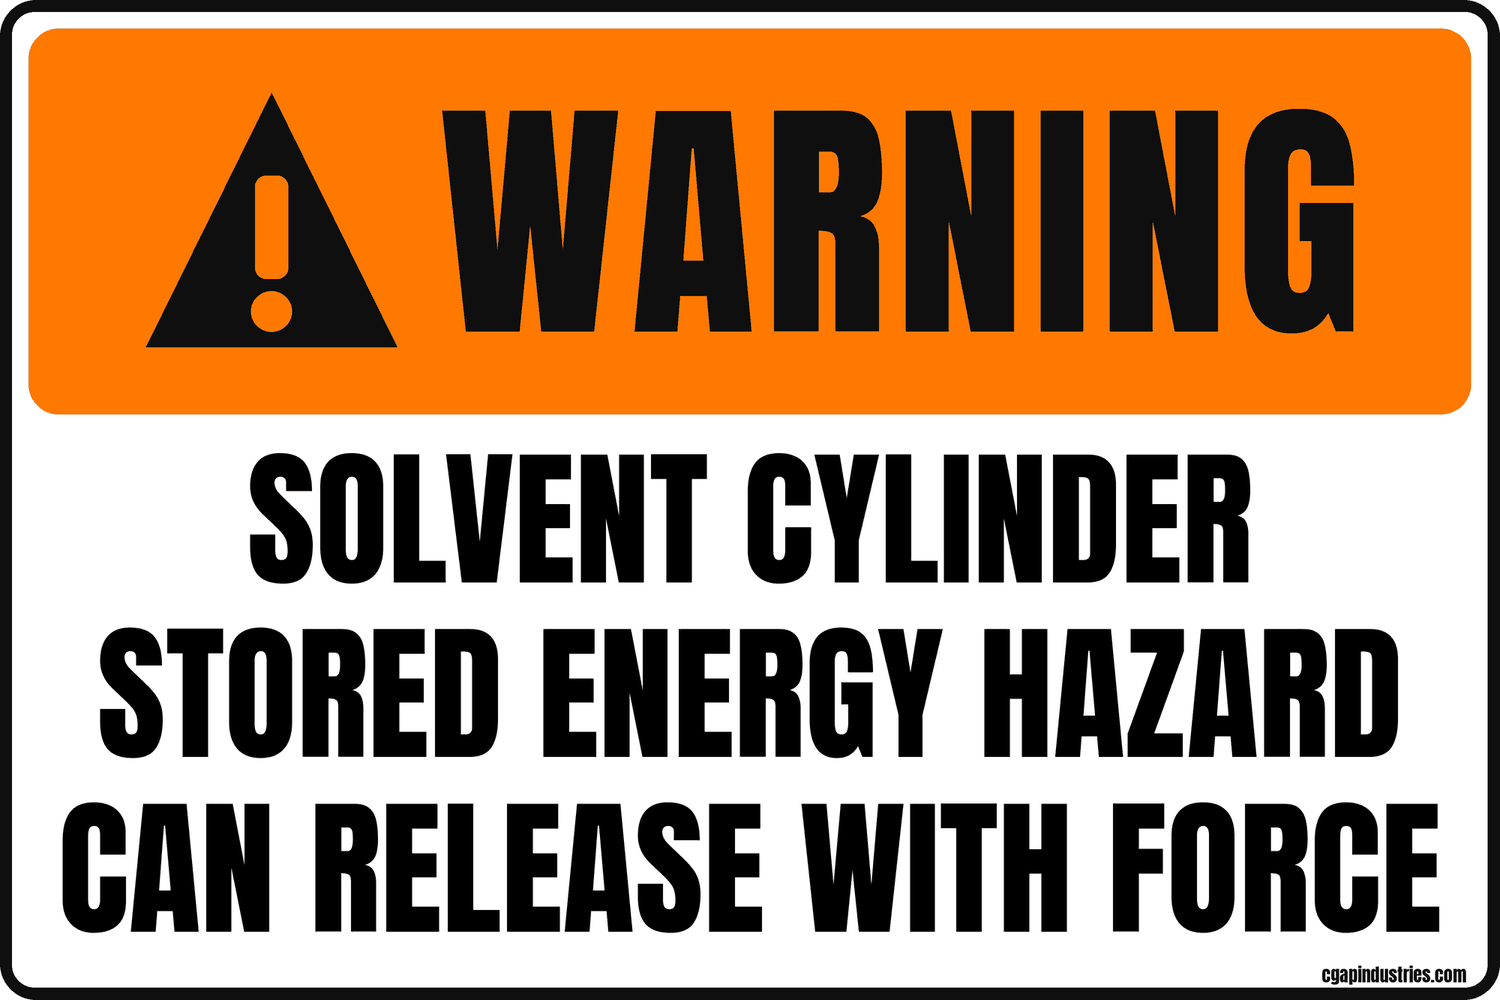 WARNING
SOLVENT CYLINDER
STORED ENERGY HAZARD
CAN RELEASE WITH FORCE
cgapindustries.com